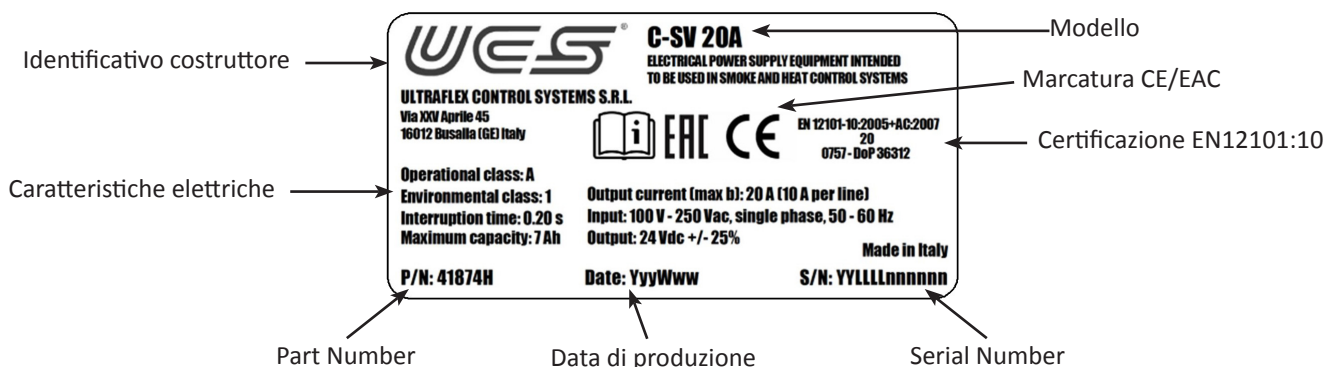 UCS®
C-SV 20A
Modello
Identificativo costruttore
ELECTRICAL POWER SUPPLY EQUIPMENT INTENDED
TO BE USED IN SMOKE AND HEAT CONTROL SYSTEMS
Marcatura CE/EAC
ULTRAFLEX CONTROL SYSTEMS S.R.L.
Via XXV Aprile 45
16012 Busalla (GE) Italy
i EAC CE
EN 12101-10:2005+AC:2007
20
0757 - DoP 36312
Certificazione EN12101:10
Caratteristiche elettriche
Operational class: A
Environmental class: 1
Interruption time: 0.20 s
Maximum capacity: 7 Ah
Output current (max b): 20 A (10 A per line)
Input: 100 V - 250 Vac, single phase, 50 - 60 Hz
Output: 24 Vdc +/- 25%
Made in Italy
P/N: 41874H
Date: YyyWww
S/N: YYLLLLnnnnnn
Part Number
Data di produzione
Serial Number